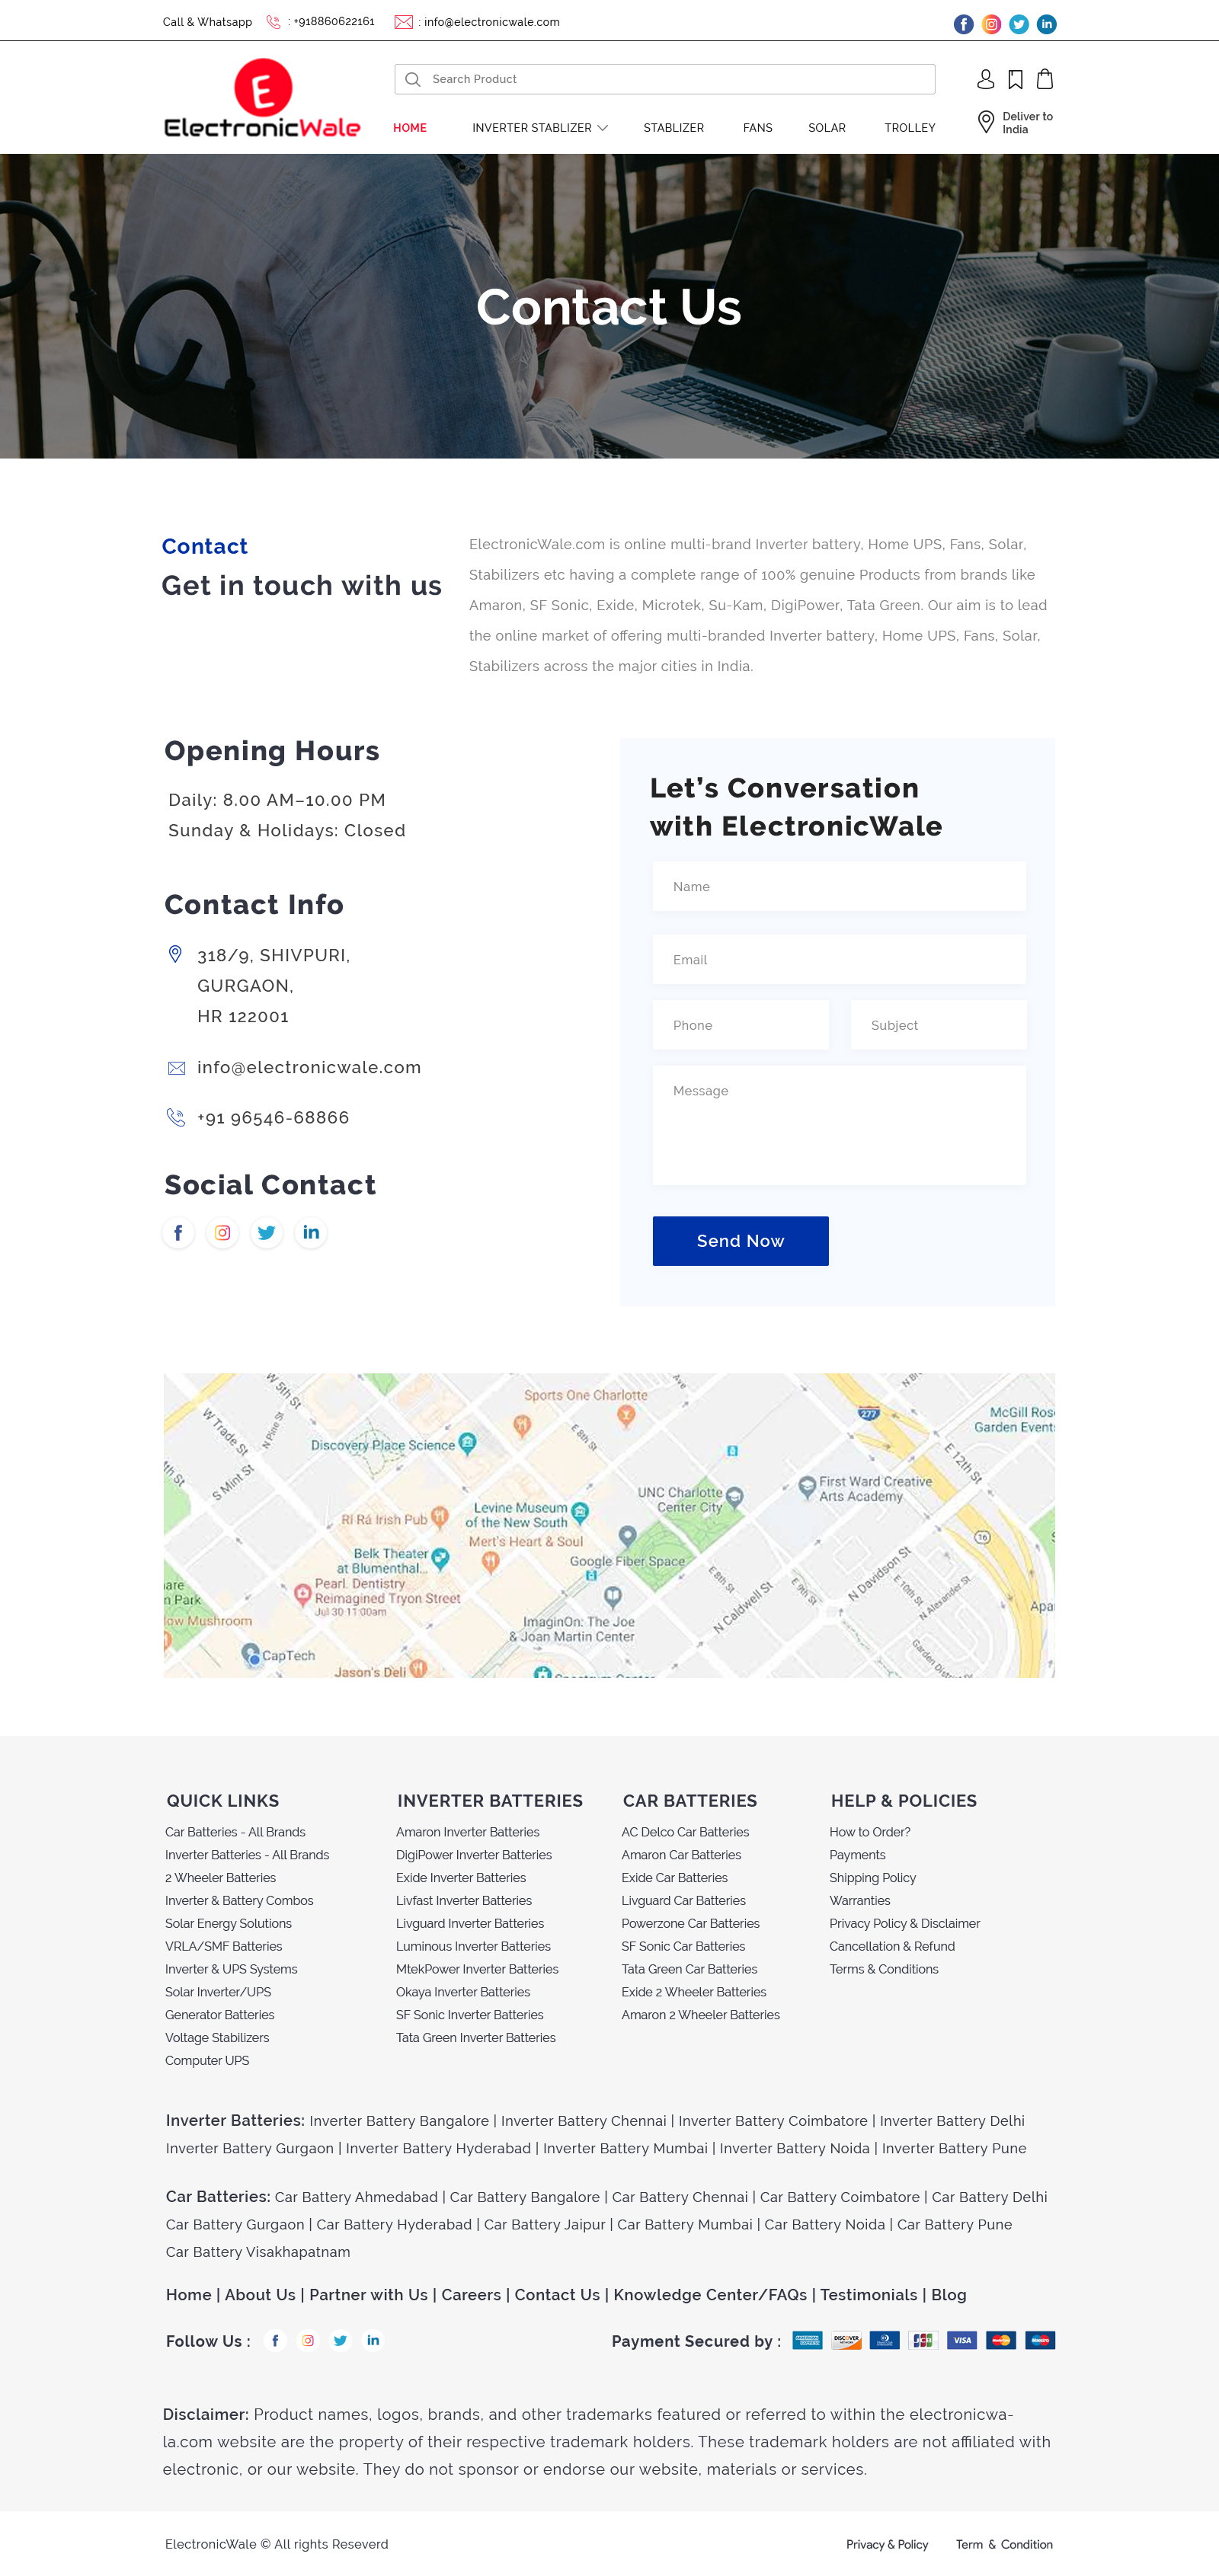 Call & Whatsapp : +918860622161 : info@electronicwale.com
E
ElectronicWale
Search Product
HOME INVERTER STABLIZER STABLIZER FANS SOLAR TROLLEY
Deliver to
India
Contact Us
Contact
Get in touch with us
ElectronicWale.com is online multi-brand Inverter battery, Home UPS, Fans, Solar,
Stabilizers etc having a complete range of 100% genuine Products from brands like
Amaron, SF Sonic, Exide, Microtek, Su-Kam, DigiPower, Tata Green. Our aim is to lead
the online market of offering multi-branded Inverter battery, Home UPS, Fans, Solar,
Stabilizers across the major cities in India.
Opening Hours
Daily: 8.00 AM–10.00 PM
Sunday & Holidays: Closed
Contact Info
318/9, SHIVPURI,
GURGAON,
HR 122001
info@electronicwale.com
+91 96546-68866
Social Contact
Let's Conversation
with ElectronicWale
Name
Email
Phone Subject
Message
Send Now
W 5th St
W Trade St
N Pine St
S Mint St
Discovery Place Science
Sports One Charlotte
E 8th St
277
McGill Rose
Garden Event
E 12th St
First Ward Creative
Arts Academy
UNC Charlotte
Center City
Levine Museum
of the New South
Rí Rá Irish Pub
Mert's Heart & Soul
Google Fiber Space
Belk Theater
at Blumenthal...
Pearl. Dentistry
Reimagined Tryon Street
Jul 30 11:00am
16
N Davidson St
E 8th St
E 9th St
E 10th St
N Alexander St
N Caldwell St
Apa
are
n Park
ow Mushroom
ImaginOn: The Joe
& Joan Martin Center
CapTech
Jason's Deli
Spectrum Center
QUICK LINKS
Car Batteries - All Brands
Inverter Batteries - All Brands
2 Wheeler Batteries
Inverter & Battery Combos
Solar Energy Solutions
VRLA/SMF Batteries
Inverter & UPS Systems
Solar Inverter/UPS
Generator Batteries
Voltage Stabilizers
Computer UPS
INVERTER BATTERIES
Amaron Inverter Batteries
DigiPower Inverter Batteries
Exide Inverter Batteries
Livfast Inverter Batteries
Livguard Inverter Batteries
Luminous Inverter Batteries
MtekPower Inverter Batteries
Okaya Inverter Batteries
SF Sonic Inverter Batteries
Tata Green Inverter Batteries
CAR BATTERIES
AC Delco Car Batteries
Amaron Car Batteries
Exide Car Batteries
Livguard Car Batteries
Powerzone Car Batteries
SF Sonic Car Batteries
Tata Green Car Batteries
Exide 2 Wheeler Batteries
Amaron 2 Wheeler Batteries
HELP & POLICIES
How to Order?
Payments
Shipping Policy
Warranties
Privacy Policy & Disclaimer
Cancellation & Refund
Terms & Conditions
Inverter Batteries: Inverter Battery Bangalore | Inverter Battery Chennai | Inverter Battery Coimbatore | Inverter Battery Delhi
Inverter Battery Gurgaon | Inverter Battery Hyderabad | Inverter Battery Mumbai | Inverter Battery Noida | Inverter Battery Pune
Car Batteries: Car Battery Ahmedabad | Car Battery Bangalore | Car Battery Chennai | Car Battery Coimbatore | Car Battery Delhi
Car Battery Gurgaon | Car Battery Hyderabad | Car Battery Jaipur | Car Battery Mumbai | Car Battery Noida | Car Battery Pune
Car Battery Visakhapatnam
Home | About Us | Partner with Us | Careers | Contact Us | Knowledge Center/FAQs | Testimonials | Blog
Follow Us : Payment Secured by : DISCOVER JCB VISA
Disclaimer: Product names, logos, brands, and other trademarks featured or referred to within the electronicwa-
la.com website are the property of their respective trademark holders. These trademark holders are not affiliated with
electronic, or our website. They do not sponsor or endorse our website, materials or services.
ElectronicWale © All rights Reseverd Privacy & Policy Term & Condition